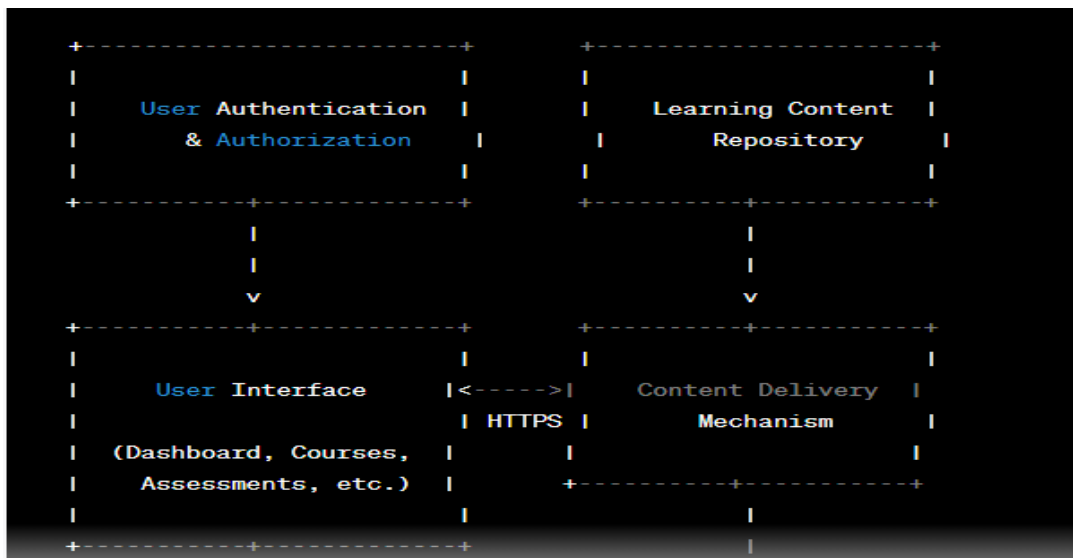 User Authentication
& Authorization
Learning Content
Repository
User Interface
(Dashboard, Courses,
Assessments, etc.)
HTTPS
Content Delivery
Mechanism